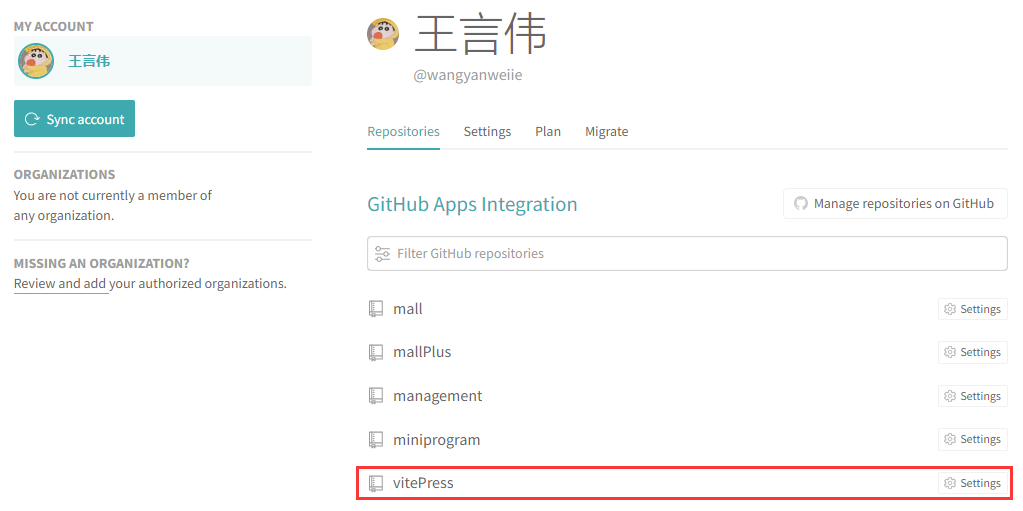 MY ACCOUNT
王言伟
Sync account
ORGANIZATIONS
You are not currently a member of
any organization.
MISSING AN ORGANIZATION?
Review and add your authorized organizations.
王言伟
@wangyanweiie
Repositories Settings Plan Migrate
GitHub Apps Integration
Manage repositories on GitHub
Filter GitHub repositories
mall Settings
mallPlus Settings
management Settings
miniprogram Settings
vitePress Settings